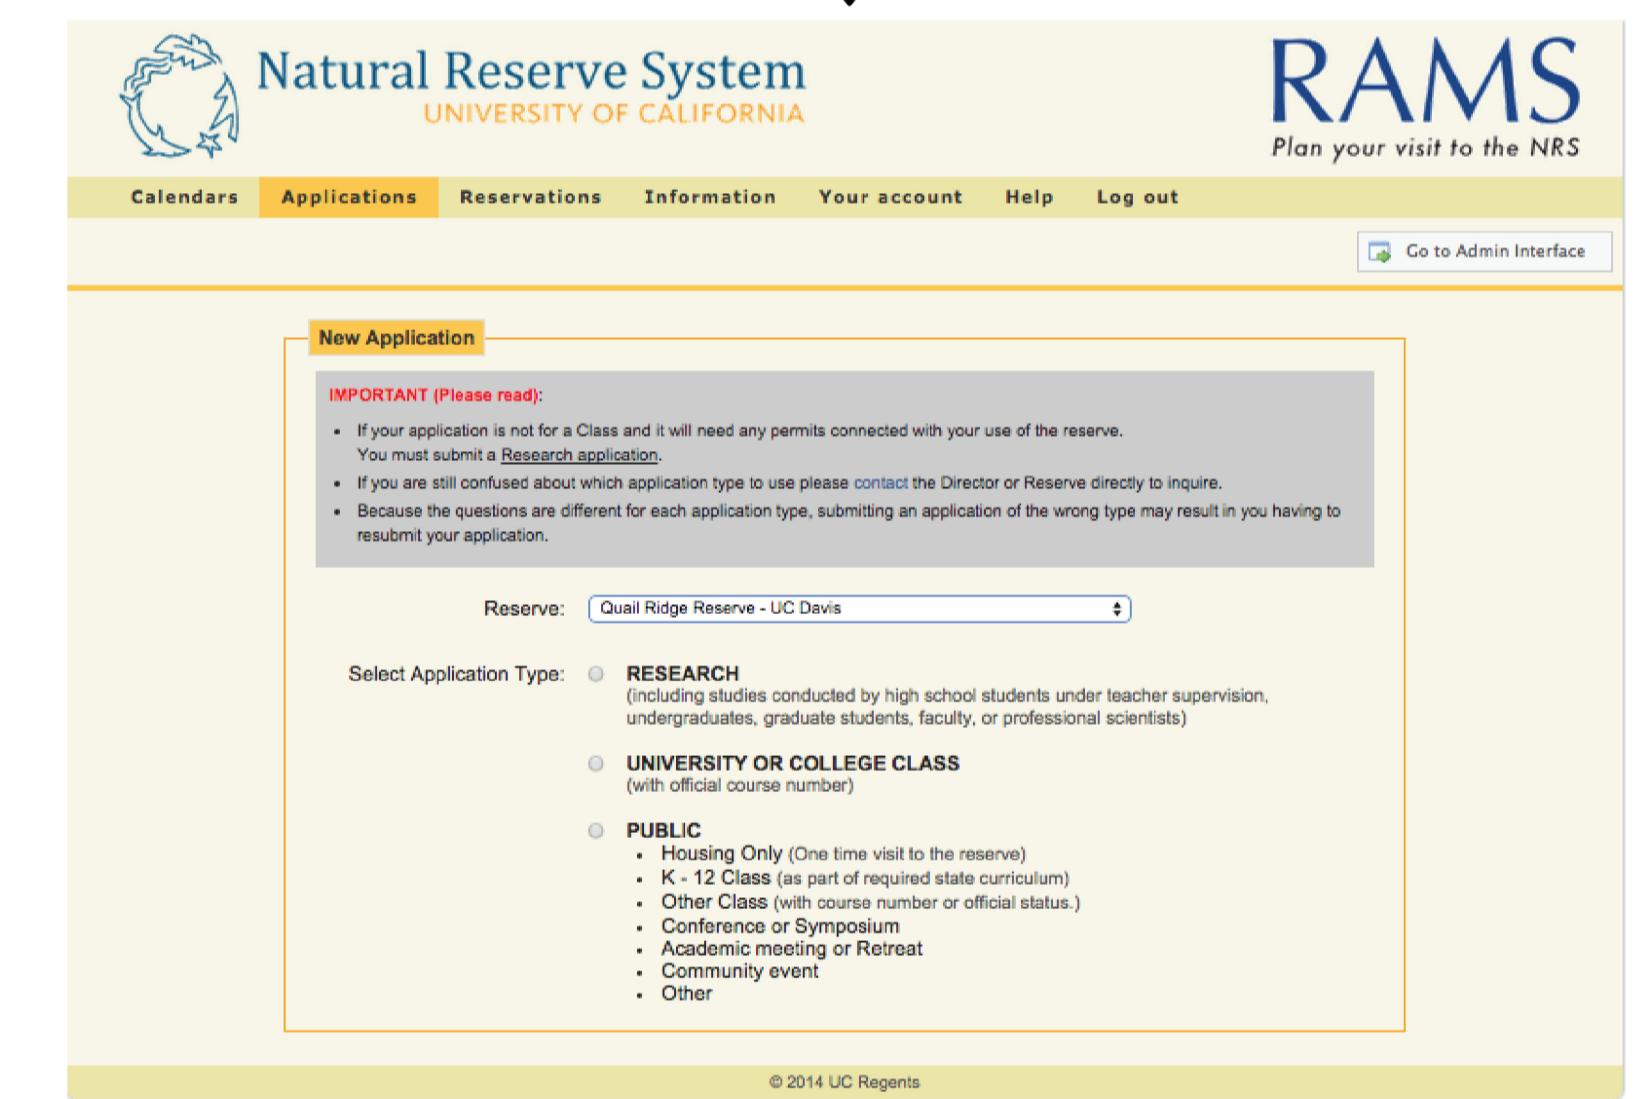 Natural Reserve System
UNIVERSITY OF CALIFORNIA
RAMS
Plan your visit to the NRS
Calendars Applications Reservations Information Your account Help Log out
Go to Admin Interface
New Application
IMPORTANT (Please read):
• If your application is not for a Class and it will need any permits connected with your use of the reserve.
You must submit a Research application.
• If you are still confused about which application type to use please contact the Director or Reserve directly to inquire.
• Because the questions are different for each application type, submitting an application of the wrong type may result in you having to
resubmit your application.
Reserve: Quail Ridge Reserve - UC Davis
Select Application Type: RESEARCH
(including studies conducted by high school students under teacher supervision,
undergraduates, graduate students, faculty, or professional scientists)
UNIVERSITY OR COLLEGE CLASS
(with official course number)
PUBLIC
• Housing Only (One time visit to the reserve)
• K - 12 Class (as part of required state curriculum)
• Other Class (with course number or official status.)
• Conference or Symposium
• Academic meeting or Retreat
• Community event
• Other
© 2014 UC Regents